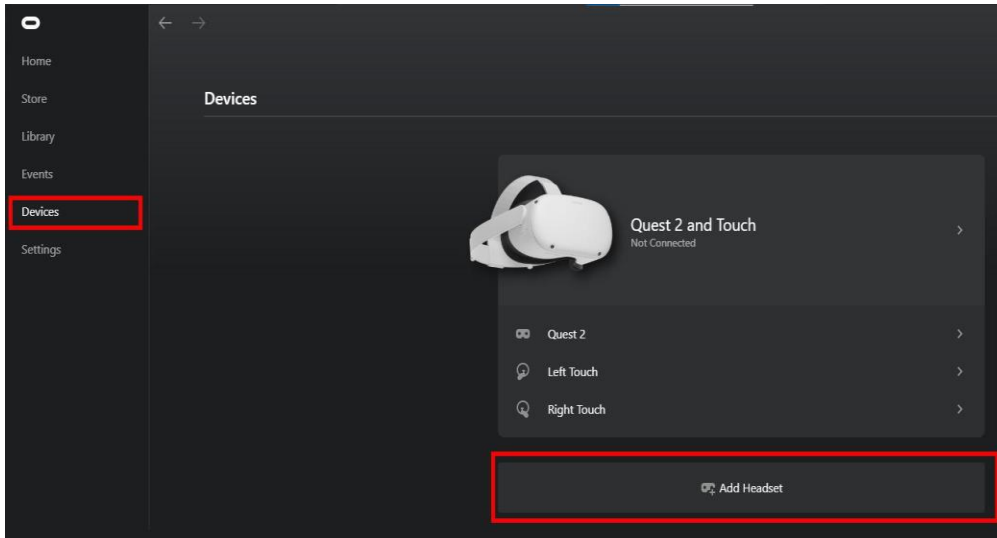 Home
Store
Library
Events
Devices
Settings
Devices
Quest 2 and Touch
Not Connected
Quest 2
Left Touch
Right Touch
Add Headset